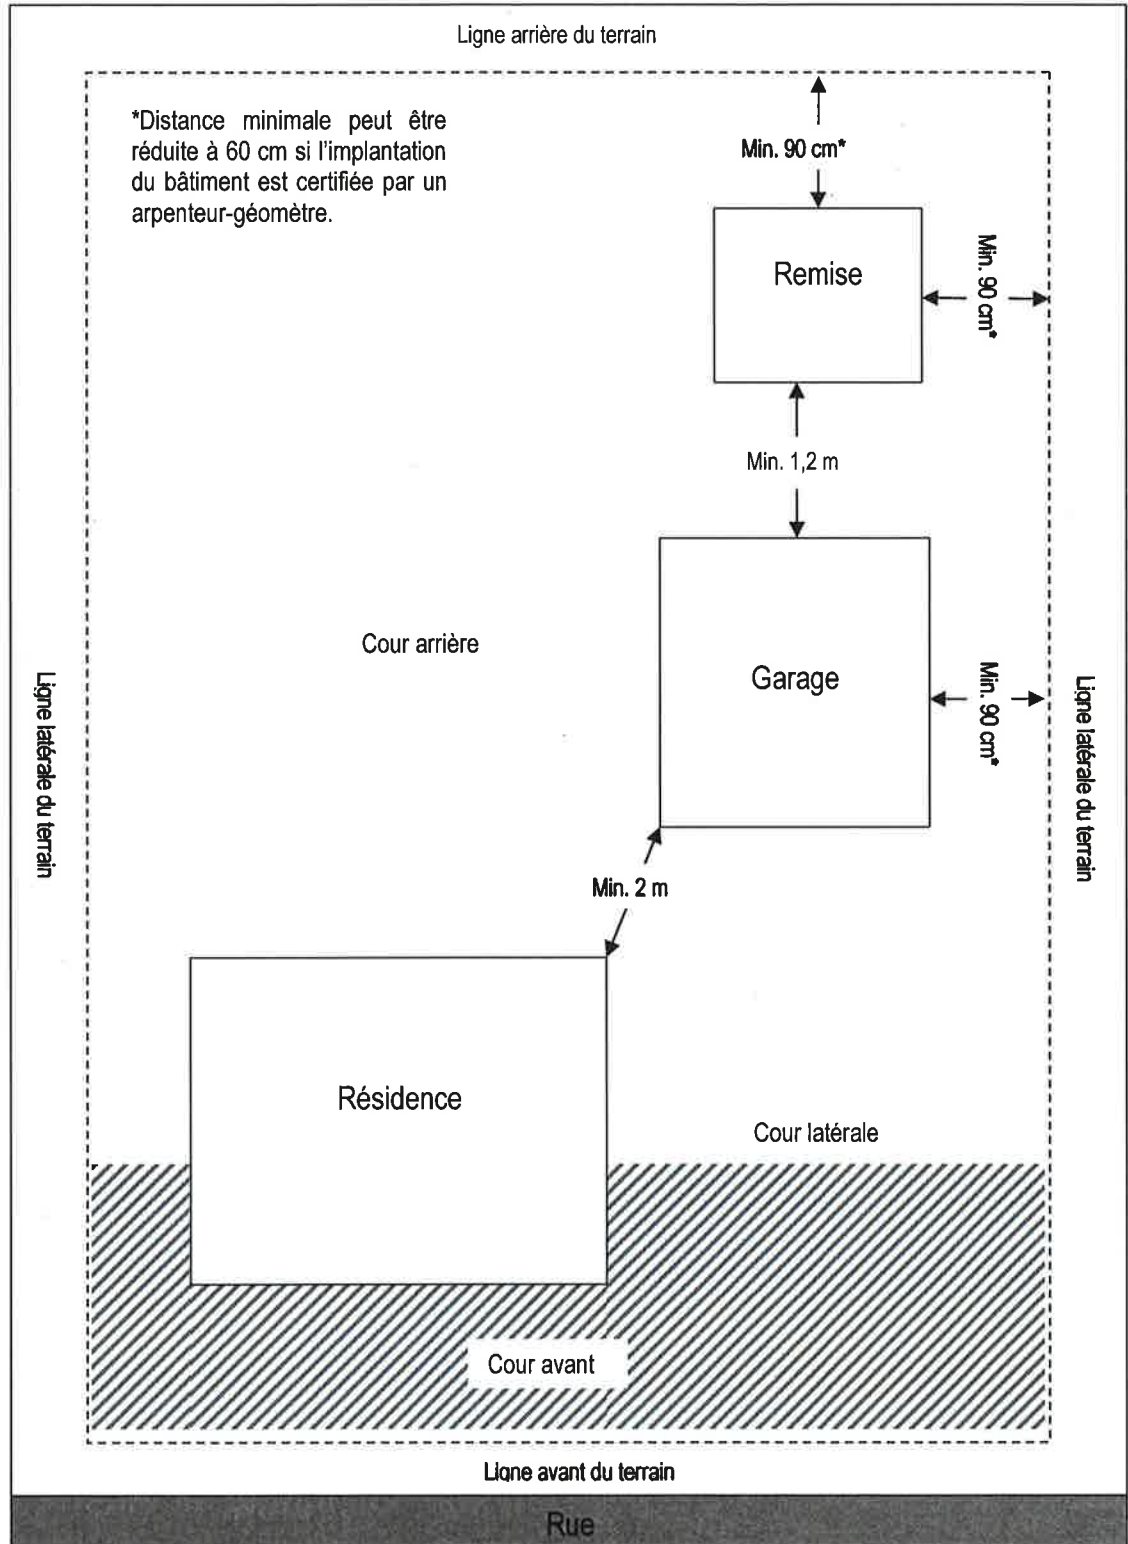 Ligne arrière du terrain
*Distance minimale peut être
réduite à 60 cm si l'implantation
du bâtiment est certifiée par un
arpenteur-géomètre.
Min. 90 cm*
Remise
Min. 90 cm*
Min. 1,2 m
Cour arrière
Garage
Min. 90 cm*
Ligne latérale du terrain
Ligne latérale du terrain
Min. 2 m
Résidence
Cour latérale
Cour avant
Ligne avant du terrain
Rue